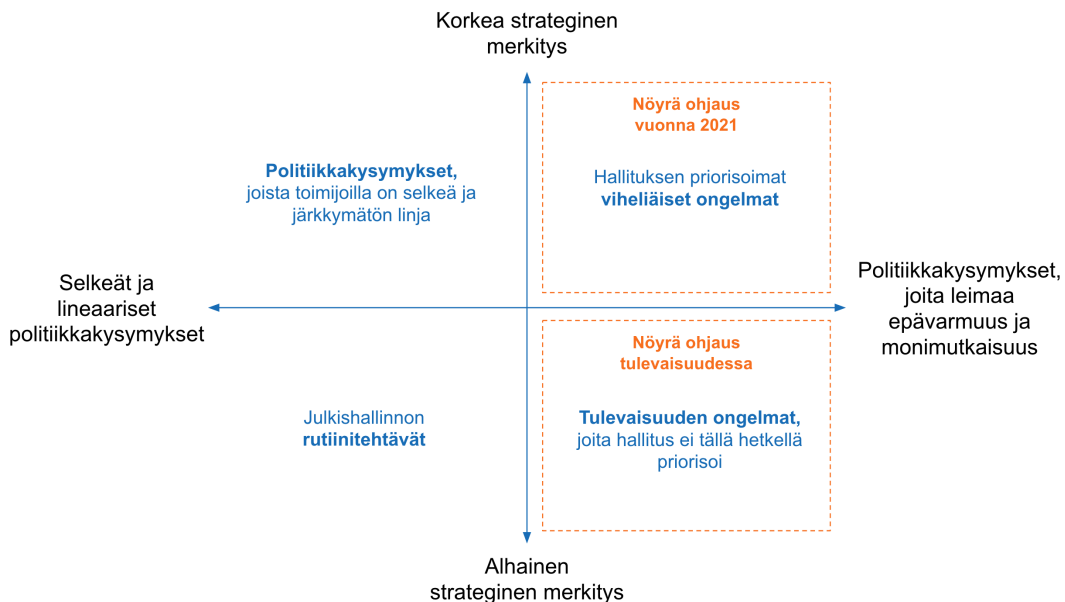 Korkea strateginen
merkitys
Nöyrä ohjaus
vuonna 2021
Politiikkakysymykset,
joista toimijoilla on selkeä ja
järkkymätön linja
Hallituksen priorisoimat
viheliäiset ongelmat
Selkeät ja
lineaariset
politiikkakysymykset
Politiikkakysymykset,
joita leimaa
epävarmuus ja
monimutkaisuus
Nöyrä ohjaus
tulevaisuudessa
Julkishallinnon
rutiinitehtävät
Tulevaisuuden ongelmat,
joita hallitus ei tällä hetkellä
priorisoi
Alhainen
strateginen merkitys